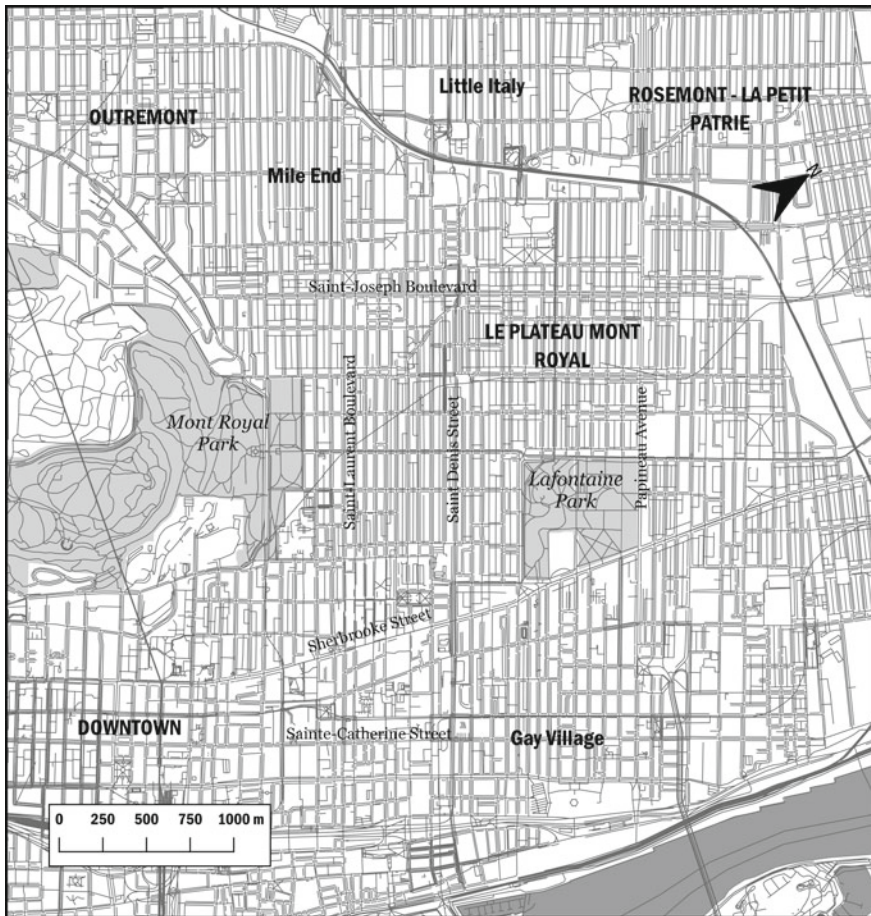 Little Italy
OUTREMONT
ROSEMONT - LA PETIT
PATRIE
Mile End
N
Saint-Joseph Boulevard
LE PLATEAU MONT
ROYAL
Mont Royal
Park
Saint-Laurent Boulevard
Saint Denis Street
Papineau Avenue
Lafontaine
Park
Sherbrooke Street
DOWNTOWN
Sainte-Catherine Street
Gay Village
0 250 500 750 1000 m